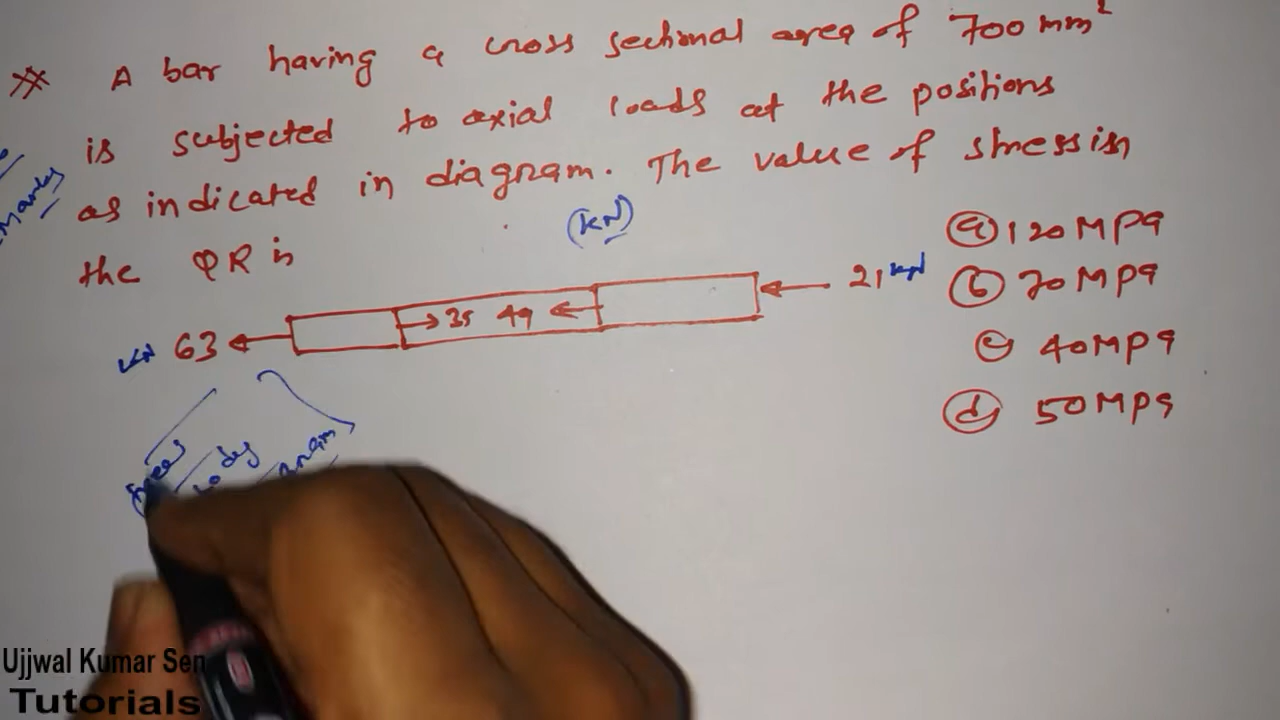 A bar having a cross sectional area of 700 mm²
is subjected to axial loads at the positions
as indicated in diagram. The value of stress in
the QR is
(kN)
63 kN
35 49
21 kN
(a) 120 MPa
(b) 70 MPa
(c) 40 MPa
(d) 50 MPa
free
body
Ujjwal Kumar Sen
Tutorials